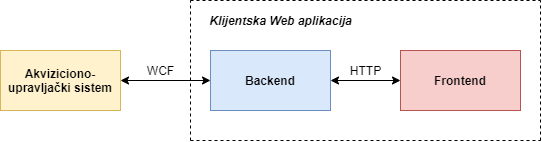 Klijentska Web aplikacija
Akviziciono-
upravljački sistem
WCF
Backend
HTTP
Frontend